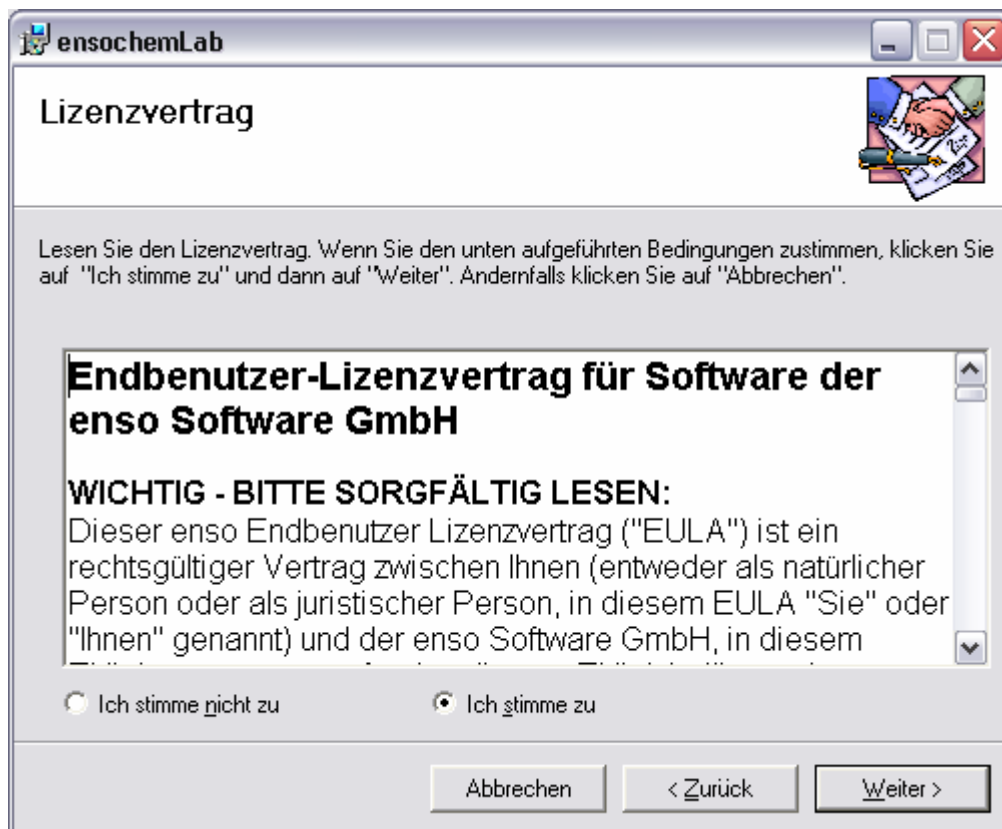 ensochemLab
Lizenzvertrag
Lesen Sie den Lizenzvertrag. Wenn Sie den unten aufgeführten Bedingungen zustimmen, klicken Sie
auf "Ich stimme zu" und dann auf "Weiter". Andernfalls klicken Sie auf "Abbrechen".
Endbenutzer-Lizenzvertrag für Software der
enso Software GmbH
WICHTIG - BITTE SORGFÄLTIG LESEN:
Dieser enso Endbenutzer Lizenzvertrag ("EULA") ist ein
rechtsgültiger Vertrag zwischen Ihnen (entweder als natürlicher
Person oder als juristischer Person, in diesem EULA "Sie" oder
"Ihnen" genannt) und der enso Software GmbH, in diesem
Ich stimme nicht zu
Ich stimme zu
Abbrechen
< Zurück
Weiter >